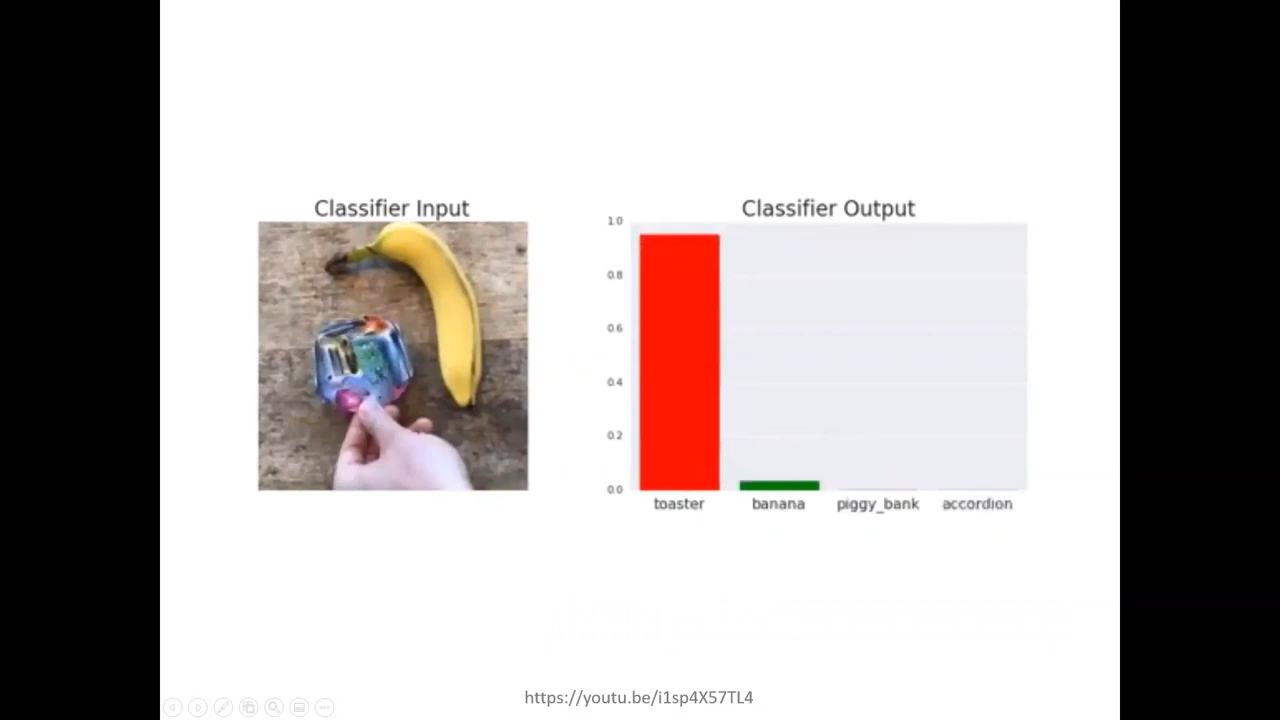 Classifier Input
Classifier Output
1.0
0.8
0.6
0.4
0.2
0.0
toaster banana piggy_bank accordion
https://youtu.be/i1sp4X57TL4